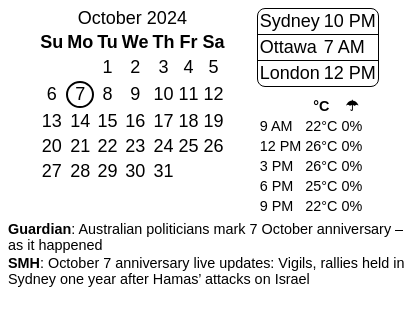 October 2024
Su Mo Tu We Th Fr Sa
1 2 3 4 5
6 7 8 9 10 11 12
13 14 15 16 17 18 19
20 21 22 23 24 25 26
27 28 29 30 31
Sydney 10 PM
Ottawa 7 AM
London 12 PM
°C ☂
9 AM 22°C 0%
12 PM 26°C 0%
3 PM 26°C 0%
6 PM 25°C 0%
9 PM 22°C 0%
Guardian: Australian politicians mark 7 October anniversary –
as it happened
SMH: October 7 anniversary live updates: Vigils, rallies held in
Sydney one year after Hamas’ attacks on Israel